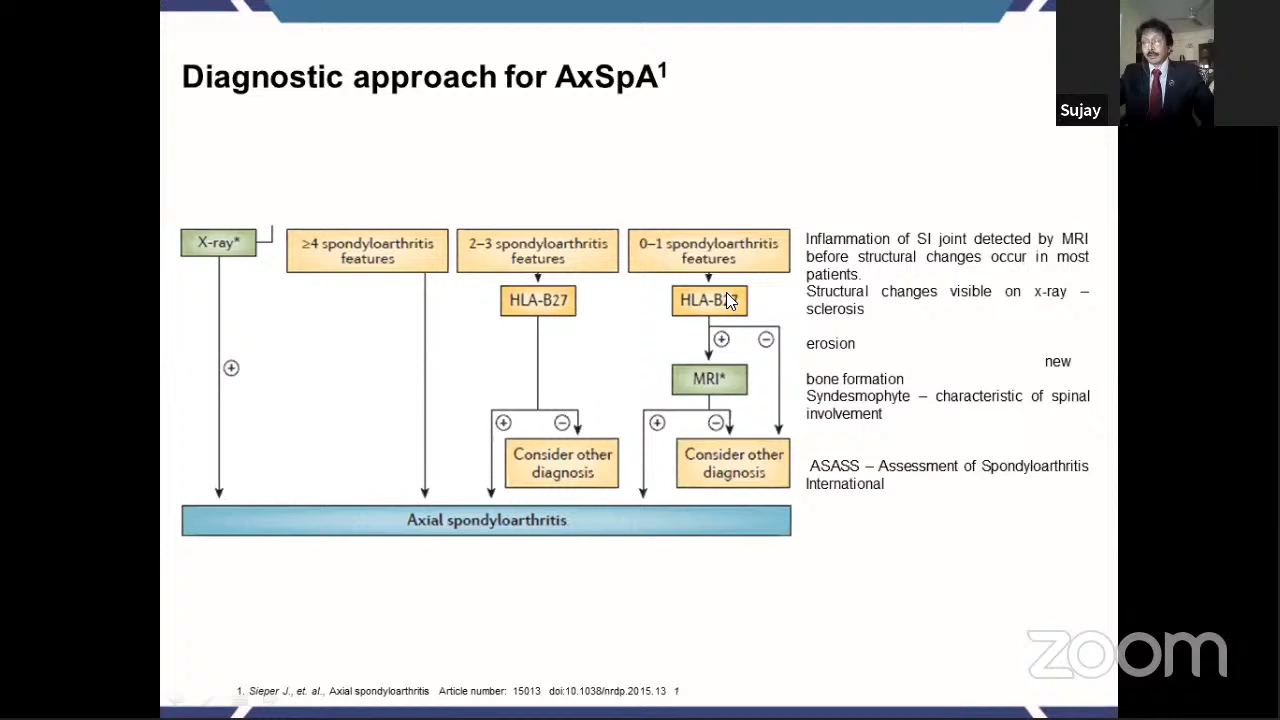 Diagnostic approach for AxSpA1
Sujay
X-ray*
≥4 spondyloarthritis
features
2–3 spondyloarthritis
features
0–1 spondyloarthritis
features
HLA-B27
HLA-B27
+
+
−
MRI*
+
−
+
−
Consider other
diagnosis
Consider other
diagnosis
Axial spondyloarthritis
Inflammation of SI joint detected by MRI
before structural changes occur in most
patients.
Structural changes visible on x-ray –
sclerosis
erosion
new
bone formation
Syndesmophyte – characteristic of spinal
involvement
ASASS – Assessment of Spondyloarthritis
International
zoom
1. Sieper J., et. al., Axial spondyloarthritis Article number: 15013 doi:10.1038/nrdp.2015.13 1